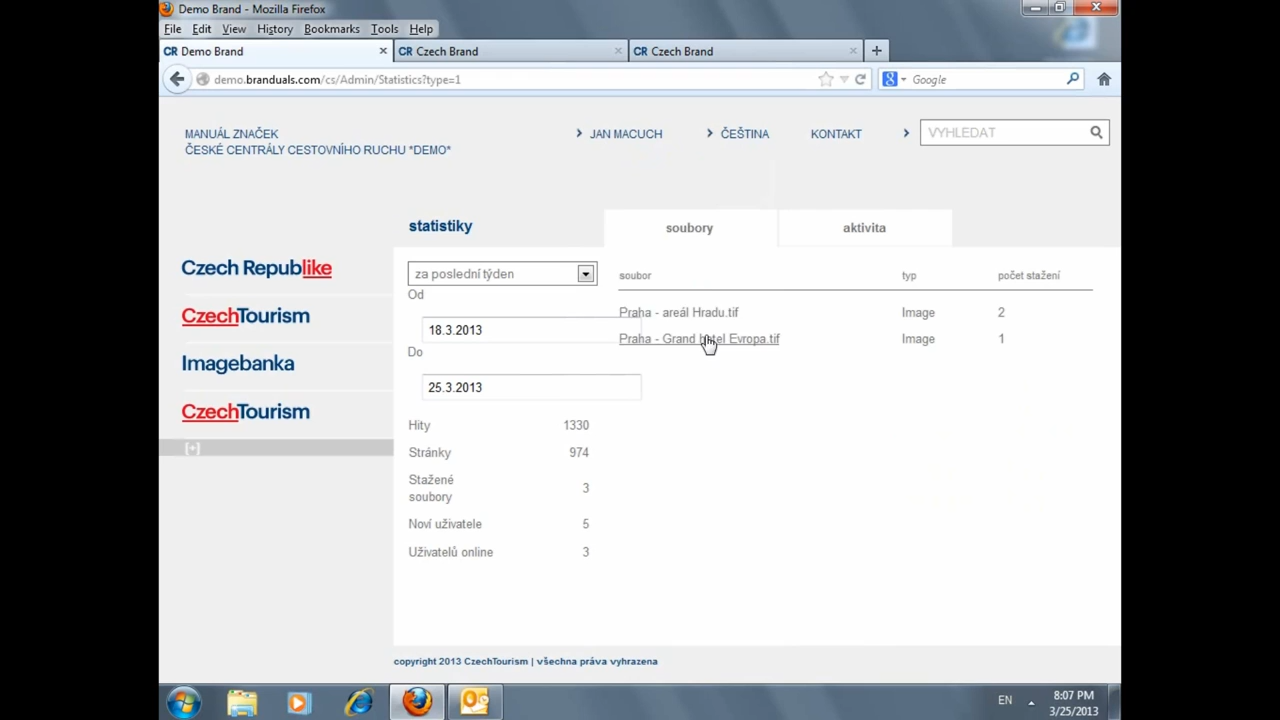 Demo Brand - Mozilla Firefox
File Edit View History Bookmarks Tools Help
CR Demo Brand
CR Czech Brand
CR Czech Brand
demo.branduals.com/cs/Admin/Statistics?type=1
Google
MANUÁL ZNAČEK
ČESKÉ CENTRÁLY CESTOVNÍHO RUCHU *DEMO*
JAN MACUCH
ČEŠTINA
KONTAKT
VYHLEDAT
statistiky
soubory
aktivita
Czech Republike
CzechTourism
Imagebanka
CzechTourism
[+]
za poslední týden
Od
18.3.2013
Do
25.3.2013
Hity 1330
Stránky 974
Stažené
soubory 3
Noví uživatele 5
Uživatelů online 3
soubor typ počet stažení
Praha - areál Hradu.tif Image 2
Praha - Grand hotel Evropa.tif Image 1
copyright 2013 CzechTourism | všechna práva vyhrazena
EN
8:07 PM
3/25/2013